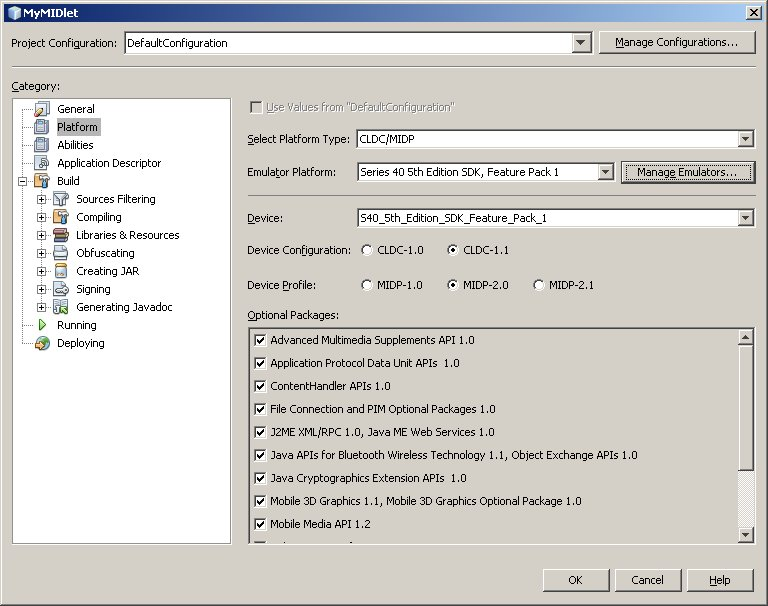 MyMIDlet
Project Configuration: DefaultConfiguration Manage Configurations...
Category:
General
Platform
Abilities
Application Descriptor
Build
Sources Filtering
Compiling
Libraries & Resources
Obfuscating
Creating JAR
Signing
Generating Javadoc
Running
Deploying
Use Values from "DefaultConfiguration"
Select Platform Type: CLDC/MIDP
Emulator Platform: Series 40 5th Edition SDK, Feature Pack 1 Manage Emulators...
Device: S40_5th_Edition_SDK_Feature_Pack_1
Device Configuration: CLDC-1.0 CLDC-1.1
Device Profile: MIDP-1.0 MIDP-2.0 MIDP-2.1
Optional Packages:
Advanced Multimedia Supplements API 1.0
Application Protocol Data Unit APIs 1.0
ContentHandler APIs 1.0
File Connection and PIM Optional Packages 1.0
J2ME XML/RPC 1.0, Java ME Web Services 1.0
Java APIs for Bluetooth Wireless Technology 1.1, Object Exchange APIs 1.0
Java Cryptographics Extension APIs 1.0
Mobile 3D Graphics 1.1, Mobile 3D Graphics Optional Package 1.0
Mobile Media API 1.2
OK Cancel Help